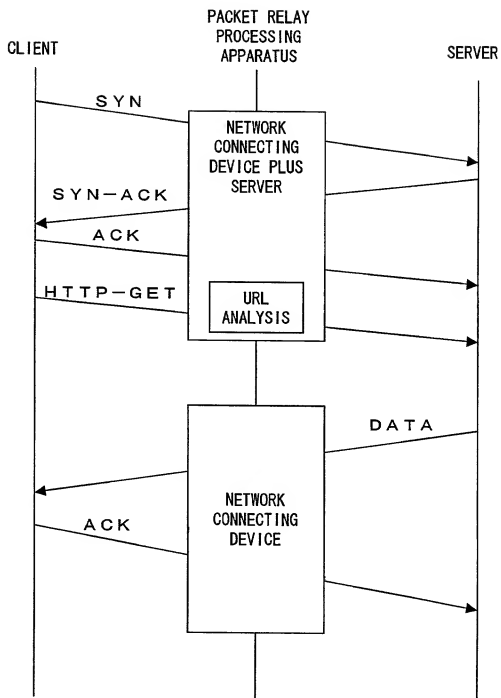 PACKET RELAY
PROCESSING
APPARATUS
CLIENT
SERVER
SYN
NETWORK
CONNECTING
DEVICE PLUS
SERVER
SYN-ACK
ACK
HTTP-GET
URL
ANALYSIS
DATA
NETWORK
CONNECTING
DEVICE
ACK